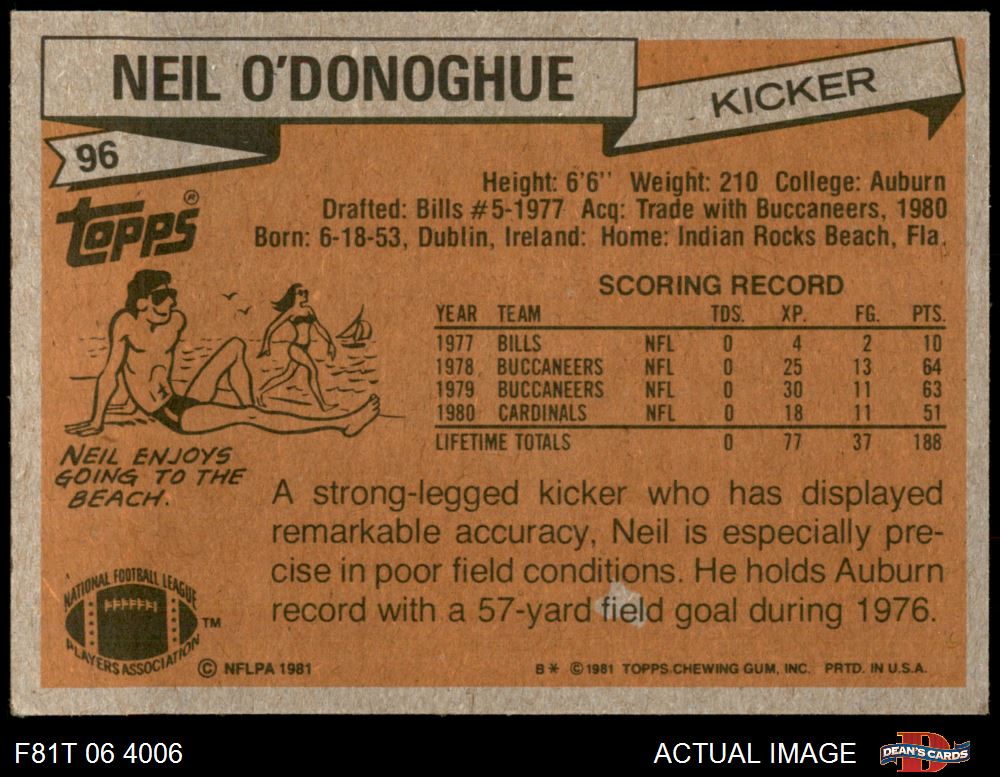 NEIL O'DONOGHUE
KICKER
96
TOPPS®
Height: 6'6'' Weight: 210 College: Auburn
Drafted: Bills #5-1977 Acq: Trade with Buccaneers, 1980
Born: 6-18-53, Dublin, Ireland: Home: Indian Rocks Beach, Fla.
SCORING RECORD
YEAR TEAM TDS. XP. FG. PTS.
1977 BILLS NFL 0 4 2 10
1978 BUCCANEERS NFL 0 25 13 64
1979 BUCCANEERS NFL 0 30 11 63
1980 CARDINALS NFL 0 18 11 51
LIFETIME TOTALS 0 77 37 188
NEIL ENJOYS
GOING TO THE
BEACH.
A strong-legged kicker who has displayed
remarkable accuracy, Neil is especially pre-
cise in poor field conditions. He holds Auburn
record with a 57-yard field goal during 1976.
NATIONAL FOOTBALL LEAGUE
PLAYERS ASSOCIATION
TM
© NFLPA 1981
B* © 1981 TOPPS CHEWING GUM, INC. PRTD. IN U.S.A.
F81T 06 4006
ACTUAL IMAGE
DEAN'S CARDS